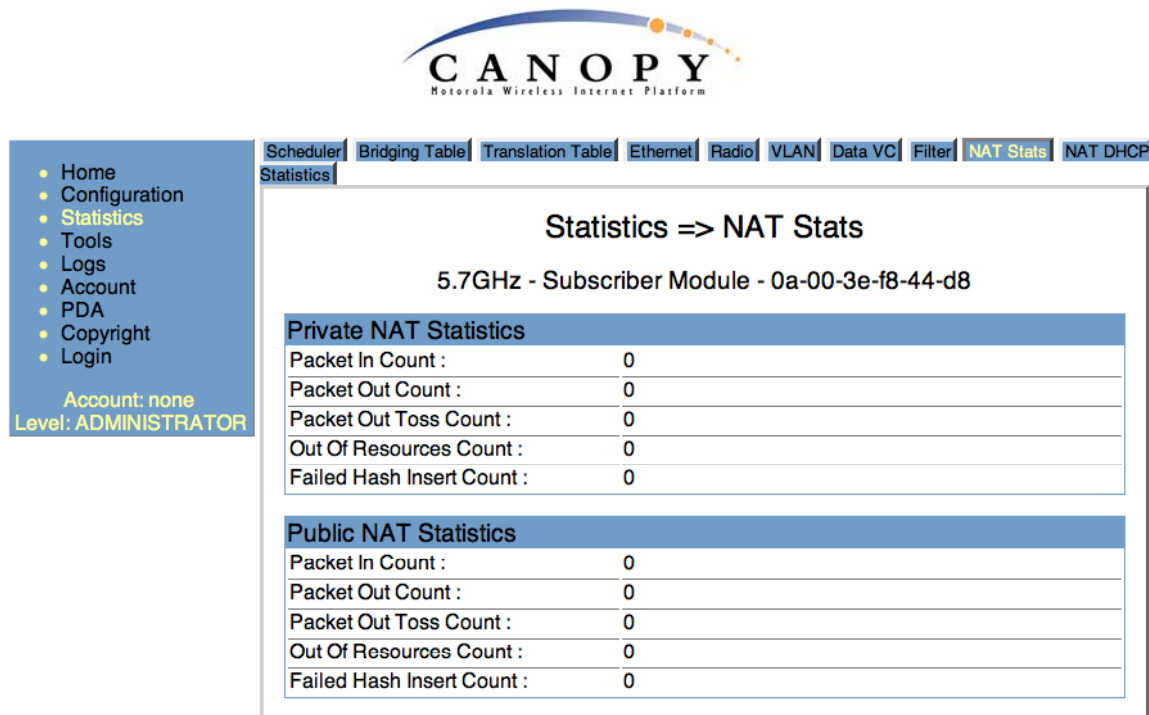 CANOPY
Motorola Wireless Internet Platform
Home
Configuration
Statistics
Tools
Logs
Account
PDA
Copyright
Login
Account: none
Level: ADMINISTRATOR
Scheduler Bridging Table Translation Table Ethernet Radio VLAN Data VC Filter NAT Stats NAT DHCP
Statistics
Statistics => NAT Stats
5.7GHz - Subscriber Module - 0a-00-3e-f8-44-d8
Private NAT Statistics
Packet In Count : 0
Packet Out Count : 0
Packet Out Toss Count : 0
Out Of Resources Count : 0
Failed Hash Insert Count : 0
Public NAT Statistics
Packet In Count : 0
Packet Out Count : 0
Packet Out Toss Count : 0
Out Of Resources Count : 0
Failed Hash Insert Count : 0